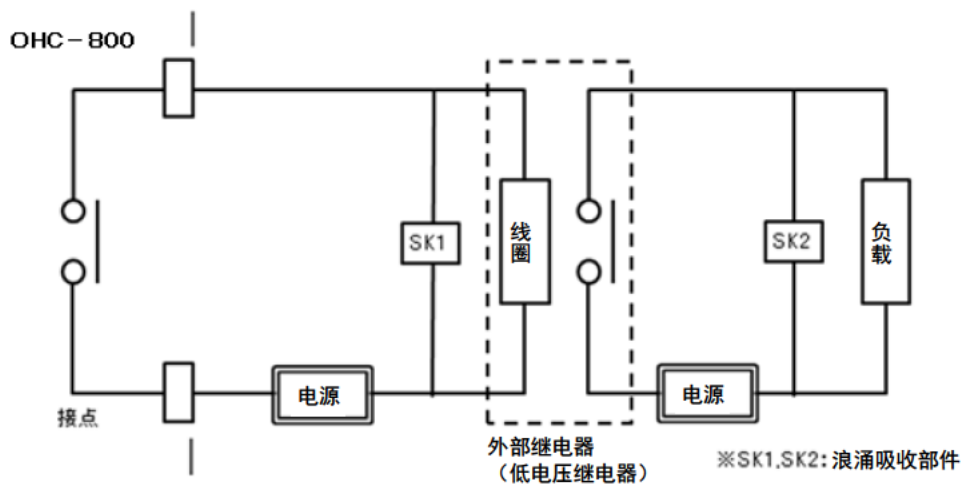 OHC-800
SK1
线圈
SK2
负载
电源
电源
接点
外部继电器
（低电压继电器）
※SK1,SK2:浪涌吸收部件